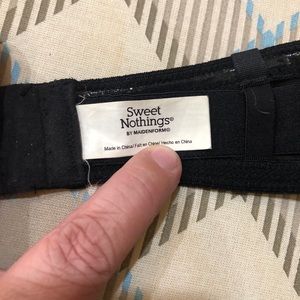 Sweet
Nothings®
BY MAIDENFORM®
Made in China/Fait en Chine/Hecho en China